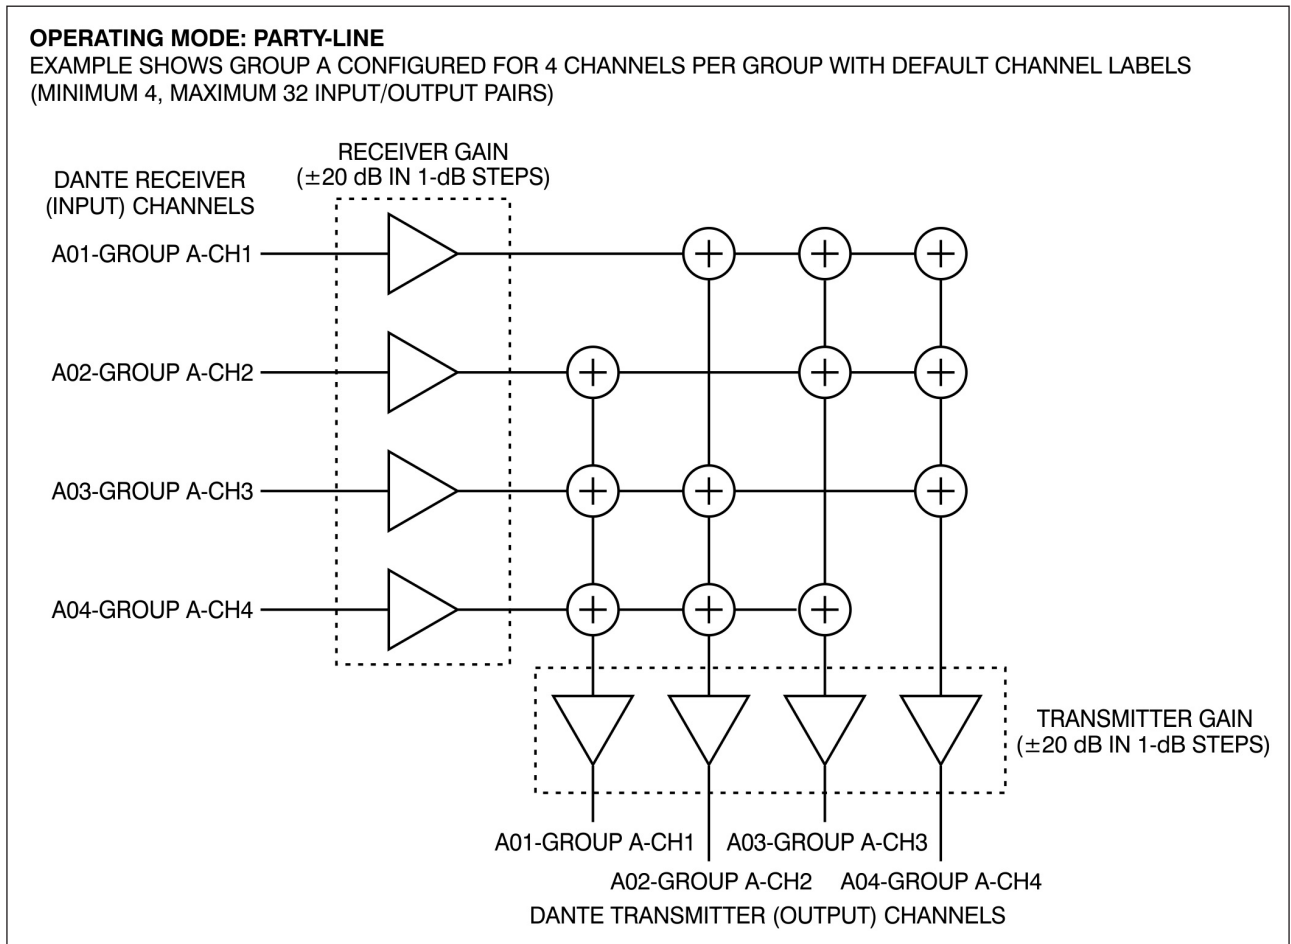 OPERATING MODE: PARTY-LINE
EXAMPLE SHOWS GROUP A CONFIGURED FOR 4 CHANNELS PER GROUP WITH DEFAULT CHANNEL LABELS
(MINIMUM 4, MAXIMUM 32 INPUT/OUTPUT PAIRS)
RECEIVER GAIN
(±20 dB IN 1-dB STEPS)
DANTE RECEIVER
(INPUT) CHANNELS
A01-GROUP A-CH1
A02-GROUP A-CH2
A03-GROUP A-CH3
A04-GROUP A-CH4
TRANSMITTER GAIN
(±20 dB IN 1-dB STEPS)
A01-GROUP A-CH1
A03-GROUP A-CH3
A02-GROUP A-CH2
A04-GROUP A-CH4
DANTE TRANSMITTER (OUTPUT) CHANNELS